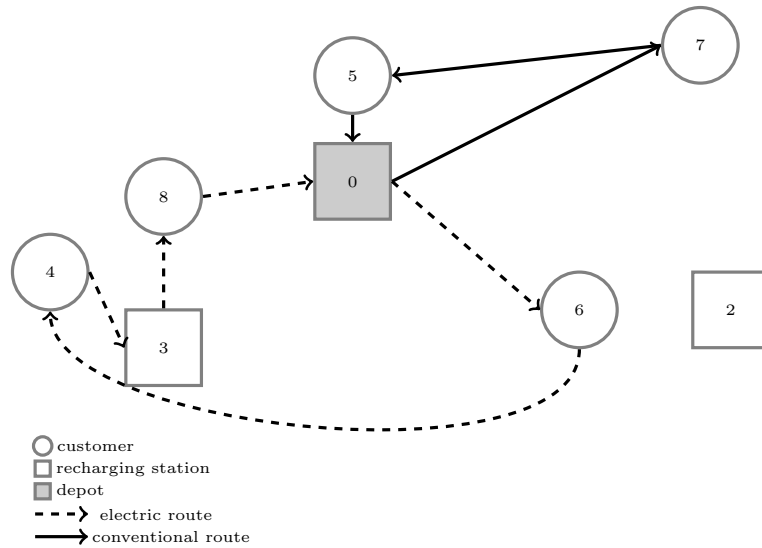 7
5
0
8
4
6
2
3
customer
recharging station
depot
electric route
conventional route